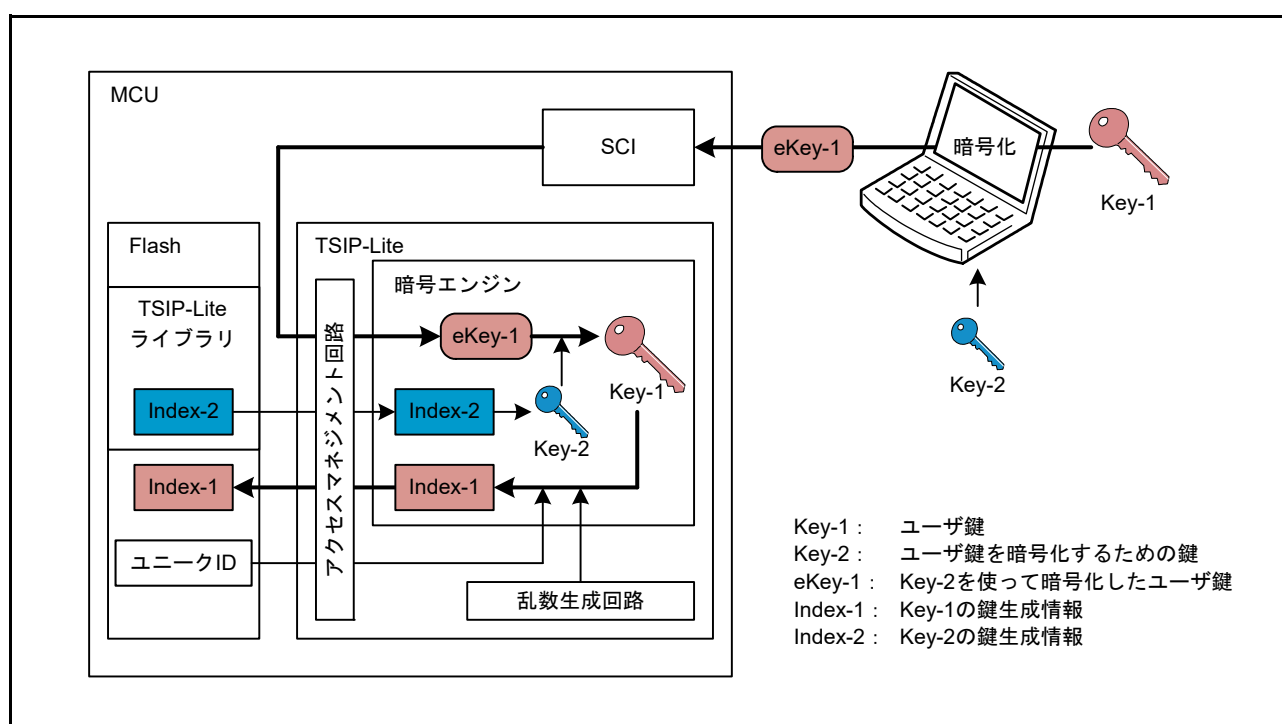 MCU
SCI
eKey-1
暗号化
Key-1
Flash
TSIP-Lite
ライブラリ
Index-2
Index-1
ユニークID
TSIP-Lite
アクセスマネジメント回路
暗号エンジン
eKey-1
Key-1
Index-2
Key-2
Index-1
乱数生成回路
Key-2
Key-1： ユーザ鍵
Key-2： ユーザ鍵を暗号化するための鍵
eKey-1： Key-2を使って暗号化したユーザ鍵
Index-1： Key-1の鍵生成情報
Index-2： Key-2の鍵生成情報